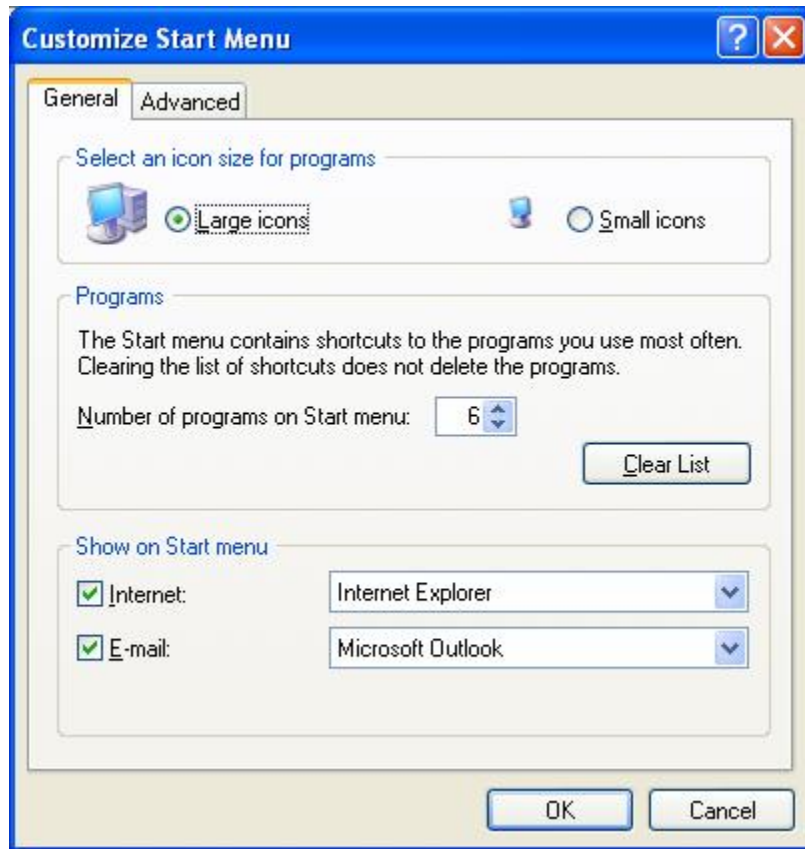 Customize Start Menu
General Advanced
Select an icon size for programs
Large icons Small icons
Programs
The Start menu contains shortcuts to the programs you use most often.
Clearing the list of shortcuts does not delete the programs.
Number of programs on Start menu: 6
Clear List
Show on Start menu
Internet: Internet Explorer
E-mail: Microsoft Outlook
OK Cancel